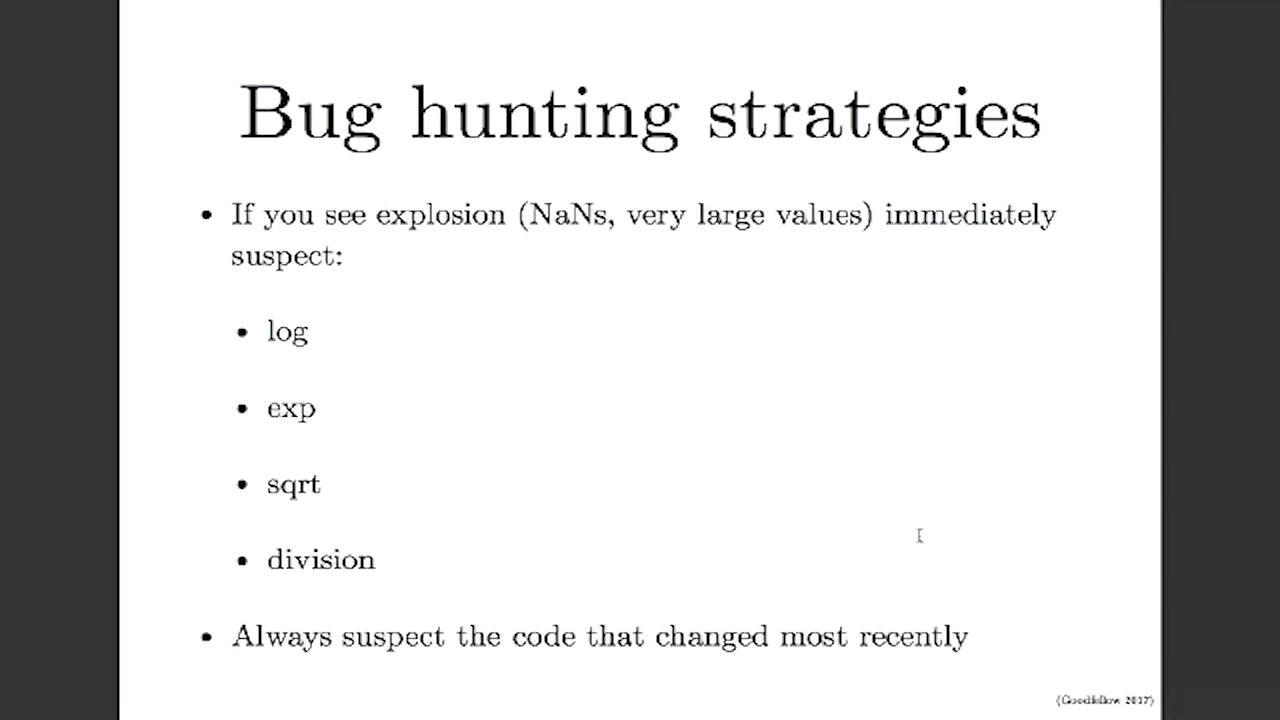 Bug hunting strategies
• If you see explosion (NaNs, very large values) immediately
suspect:
• log
• exp
• sqrt
• division
• Always suspect the code that changed most recently
(Goodfellow 2017)